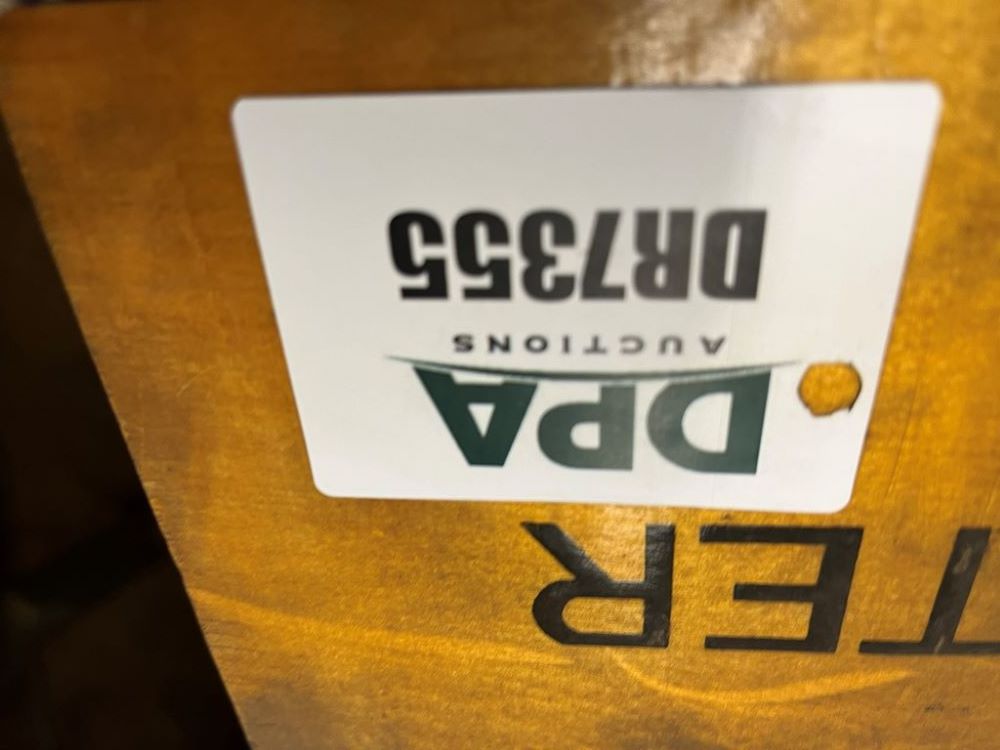 TER
DPA
AUCTIONS
DR7355